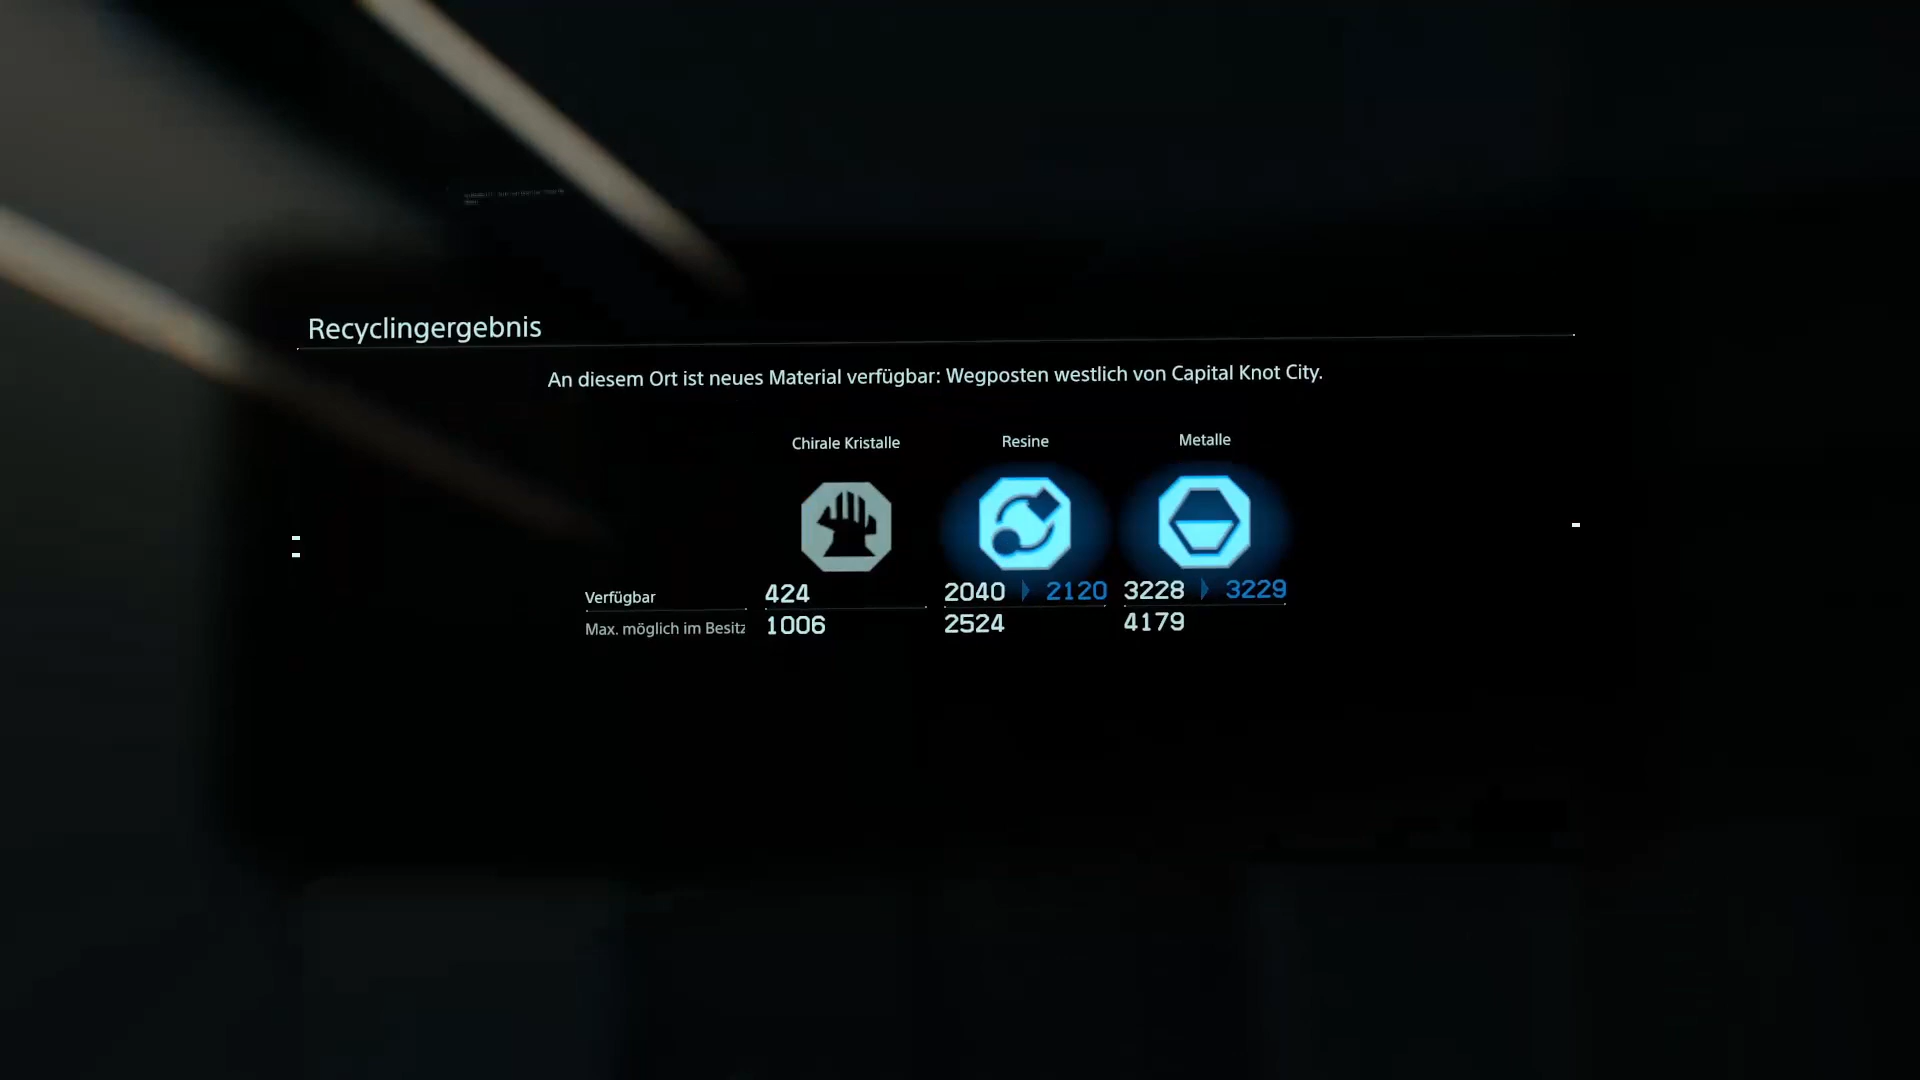 Recyclingergebnis
An diesem Ort ist neues Material verfügbar: Wegposten westlich von Capital Knot City.
Chirale Kristalle Resine Metalle
Verfügbar 424 2040 2120 3228 3229
Max. möglich im Besitz 1006 2524 4179